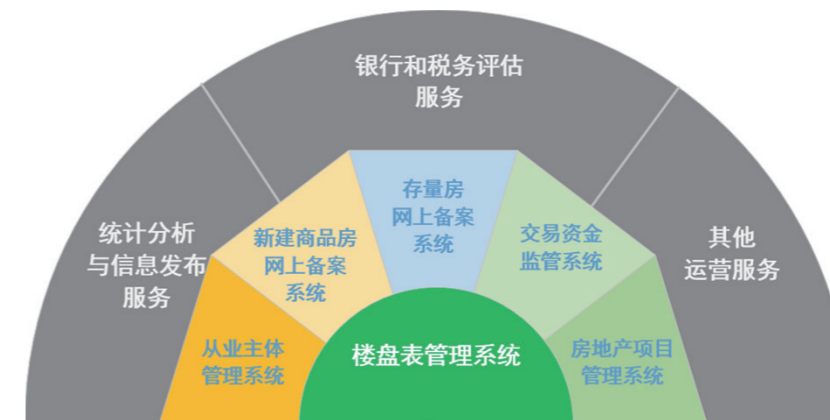 银行和税务评估
服务
统计分析
与信息发布
服务
其他
运营服务
存量房
网上备案
系统
新建商品房
网上备案
系统
交易资金
监管系统
从业主体
管理系统
楼盘表管理系统
房地产项目
管理系统